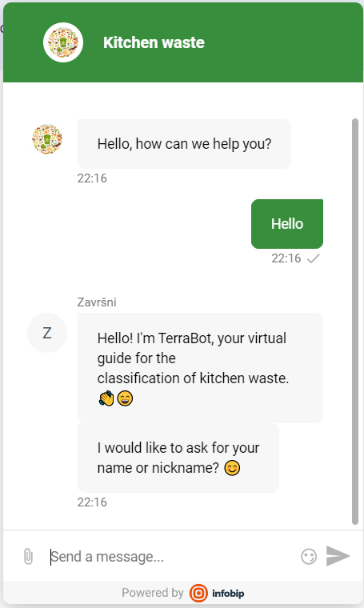 Kitchen waste
Hello, how can we help you?
22:16
Hello
22:16
Završni
Z
Hello! I'm TerraBot, your virtual
guide for the
classification of kitchen waste.
👏😄
I would like to ask for your
name or nickname? 😊
22:16
Send a message...
Powered by infobip